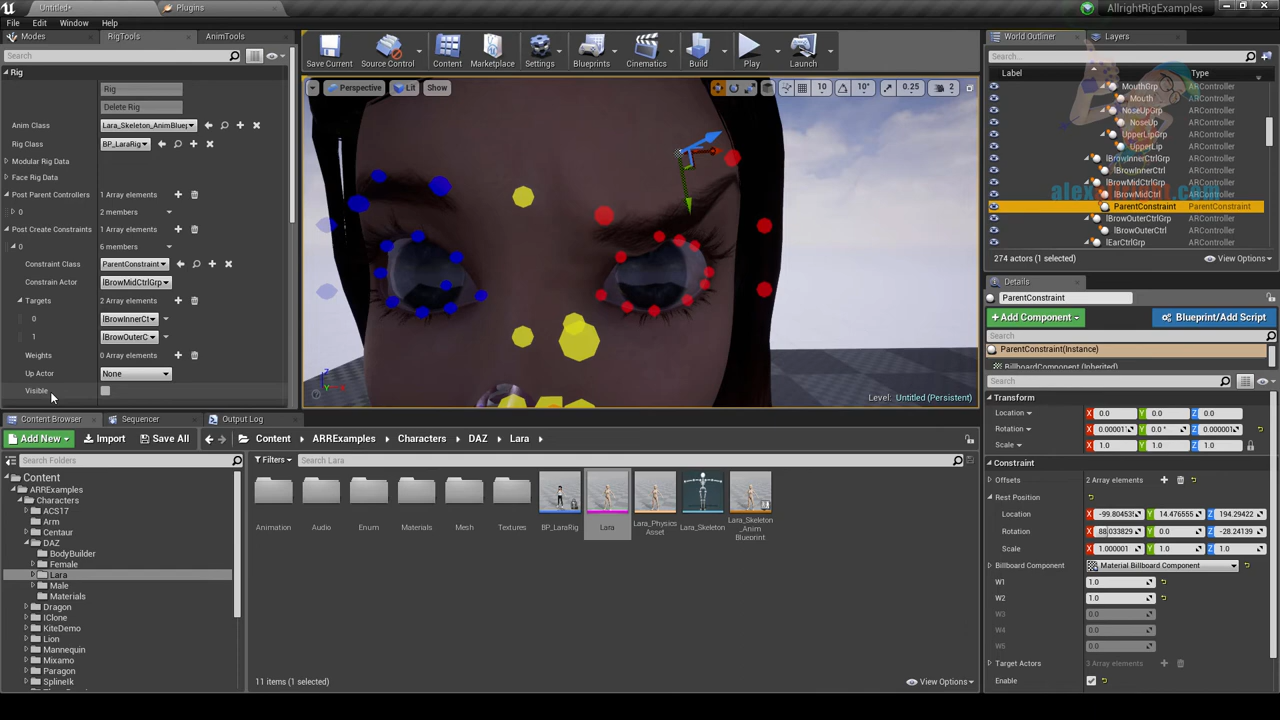 Untitled*
Plugins
AllrightRigExamples
File Edit Window Help
Modes RigTools AnimTools
Search
Rig
Rig
Delete Rig
Anim Class Lara_Skeleton_AnimBluep
Rig Class BP_LaraRig
Modular Rig Data
Face Rig Data
Post Parent Controllers 1 Array elements
0 2 members
Post Create Constraints 1 Array elements
0 6 members
Constraint Class ParentConstraint
Constrain Actor lBrowMidCtrlGrp
Targets 2 Array elements
0 lBrowInnerCt
1 lBrowOuterC
Weights 0 Array elements
Up Actor None
Visible
Save Current Source Control Content Marketplace Settings Blueprints Cinematics Build Play Launch
Perspective Lit Show 10 10° 0.25 2
Level: Untitled (Persistent)
World Outliner Layers
Search...
Label Type
MouthGrp ARController
Mouth ARController
NoseUpGrp ARController
NoseUp ARController
UpperLipGrp ARController
UpperLip ARController
lBrowInnerCtrlGrp ARController
lBrowInnerCtrl ARController
lBrowMidCtrlGrp ARController
lBrowMidCtrl ARController
ParentConstraint ParentConstraint
lBrowOuterCtrlGrp ARController
lBrowOuterCtrl ARController
lEarCtrlGrp ARController
274 actors (1 selected) View Options
Details
ParentConstraint
+ Add Component Blueprint/Add Script
Search
ParentConstraint(Instance)
BillboardComponent (Inherited)
Search
Transform
Location X 0.0 Y 0.0 Z 0.0
Rotation X 0.00001 Y 0.0 ° Z 0.000001
Scale X 1.0 Y 1.0 Z 1.0
Constraint
Offsets 2 Array elements
Rest Position
Location X -99.80453 Y 14.476555 Z 194.29422
Rotation X 88.033829 Y 0.0 Z -28.24139
Scale X 1.000001 Y 1.0 Z 1.0
Billboard Component Material Billboard Component
W1 1.0
W2 1.0
W3 0.0
W4 0.0
W5 0.0
Target Actors 3 Array elements
Enable
Content Browser Sequencer Output Log
Add New Import Save All Content ARRExamples Characters DAZ Lara
Search Folders
Filters Search Lara
Content
ARRExamples
Characters
ACS17
Arm
Centaur
DAZ
BodyBuilder
Female
Lara
Male
Materials
Dragon
IClone
KiteDemo
Lion
Mannequin
Mixamo
Paragon
SplineIk
Animation Audio Enum Materials Mesh Textures BP_LaraRig Lara Lara_Physics Asset Lara_Skeleton Lara_Skeleton_Anim Blueprint
11 items (1 selected) View Options